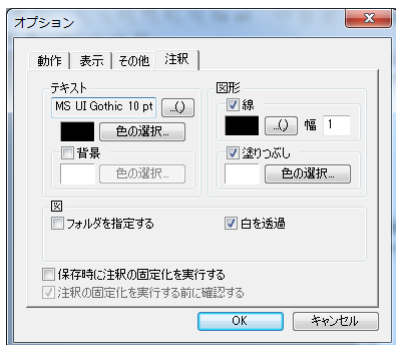 オプション
動作 表示 その他 注釈
テキスト
MS UI Gothic 10 pt ...()
色の選択...
背景
色の選択...
図形
線
...() 幅 1
塗りつぶし
色の選択...
図
フォルダを指定する 白を透過
保存時に注釈の固定化を実行する
注釈の固定化を実行する前に確認する
OK キャンセル